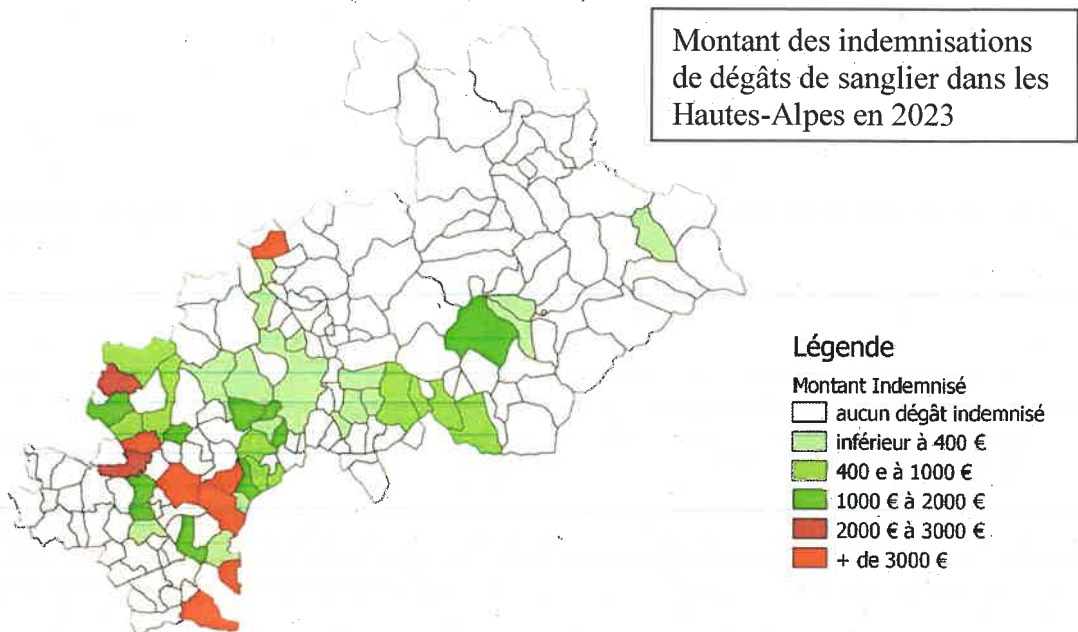 Montant des indemnisations
de dégâts de sanglier dans les
Hautes-Alpes en 2023
Légende
Montant Indemnisé
aucun dégât indemnisé
inférieur à 400 €
400 e à 1000 €
1000 € à 2000 €
2000 € à 3000 €
+ de 3000 €